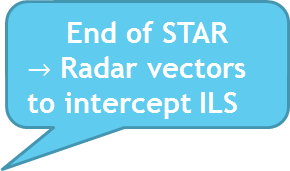 End of STAR
→ Radar vectors
to intercept ILS